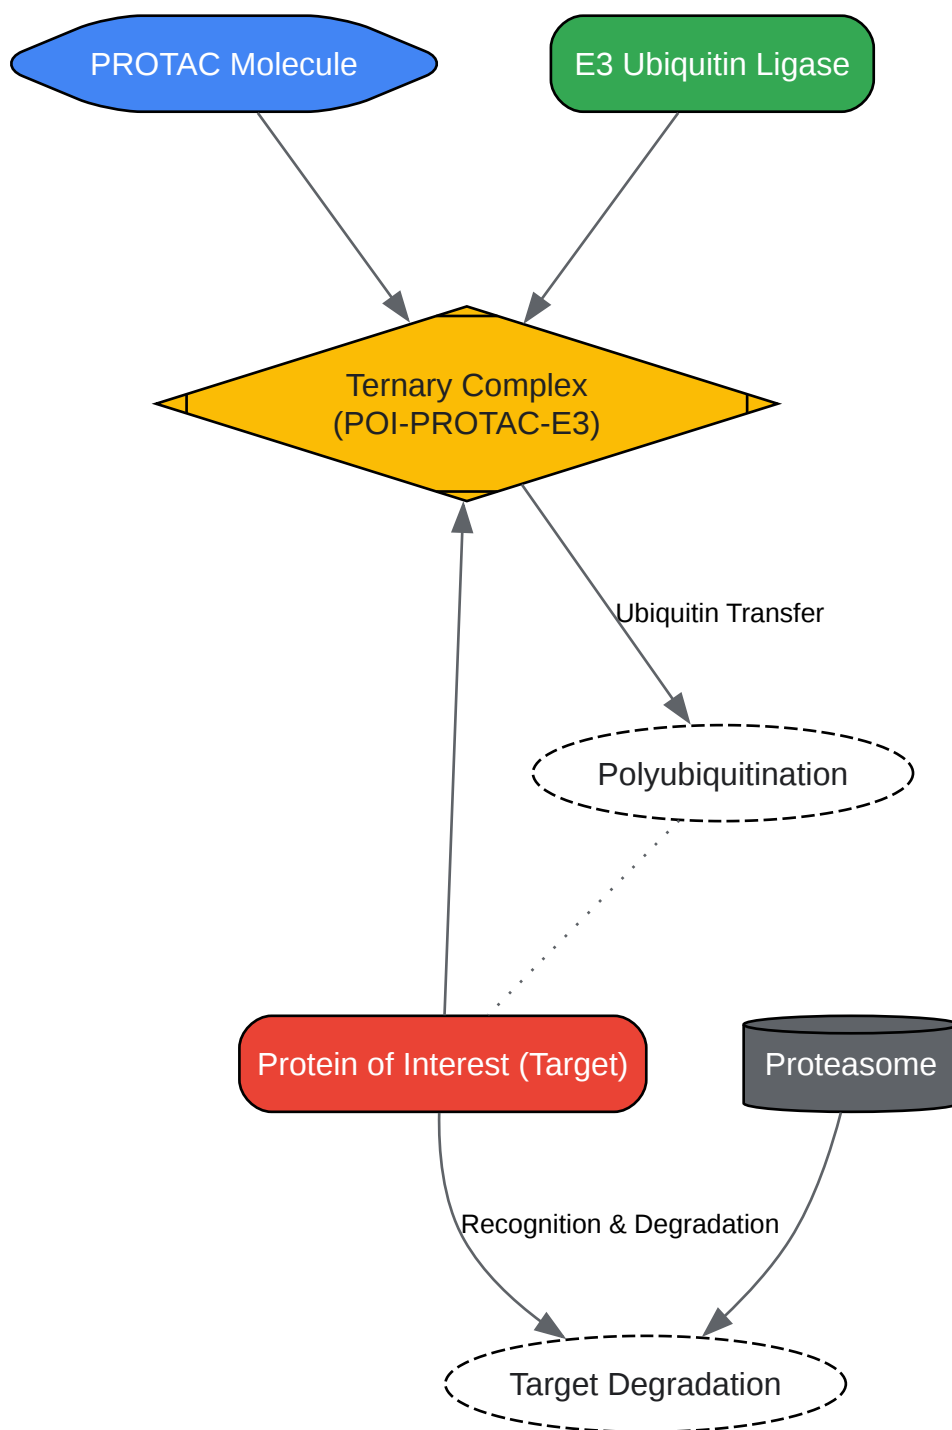 PROTAC Molecule
E3 Ubiquitin Ligase
Ternary Complex
(POI-PROTAC-E3)
Ubiquitin Transfer
Polyubiquitination
Protein of Interest (Target)
Proteasome
Recognition & Degradation
Target Degradation